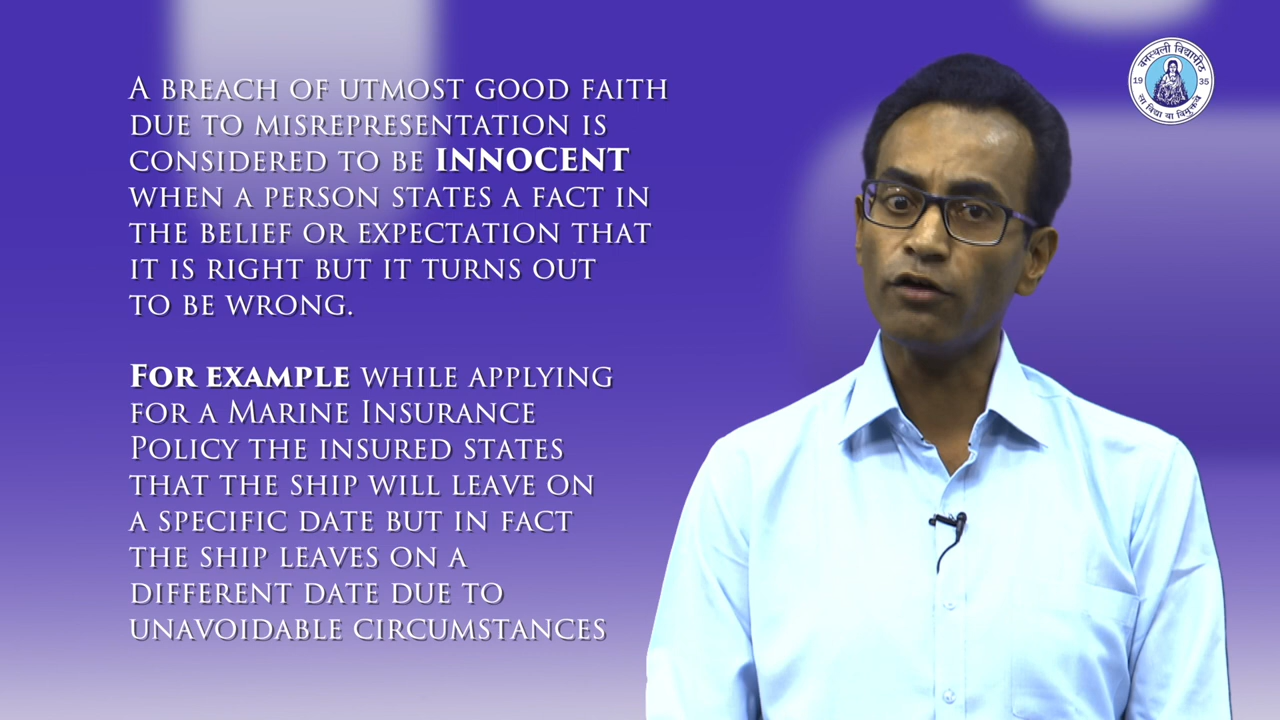 A BREACH OF UTMOST GOOD FAITH
DUE TO MISREPRESENTATION IS
CONSIDERED TO BE INNOCENT
WHEN A PERSON STATES A FACT IN
THE BELIEF OR EXPECTATION THAT
IT IS RIGHT BUT IT TURNS OUT
TO BE WRONG.
FOR EXAMPLE WHILE APPLYING
FOR A MARINE INSURANCE
POLICY THE INSURED STATES
THAT THE SHIP WILL LEAVE ON
A SPECIFIC DATE BUT IN FACT
THE SHIP LEAVES ON A
DIFFERENT DATE DUE TO
UNAVOIDABLE CIRCUMSTANCES
वनस्थली विद्यापीठ
19 35
सा विद्या या विमुक्तये